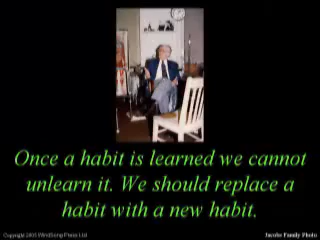 Once a habit is learned we cannot
unlearn it. We should replace a
habit with a new habit.
Copyright 2005 WindSong Press Ltd
Jacobs Family Photo